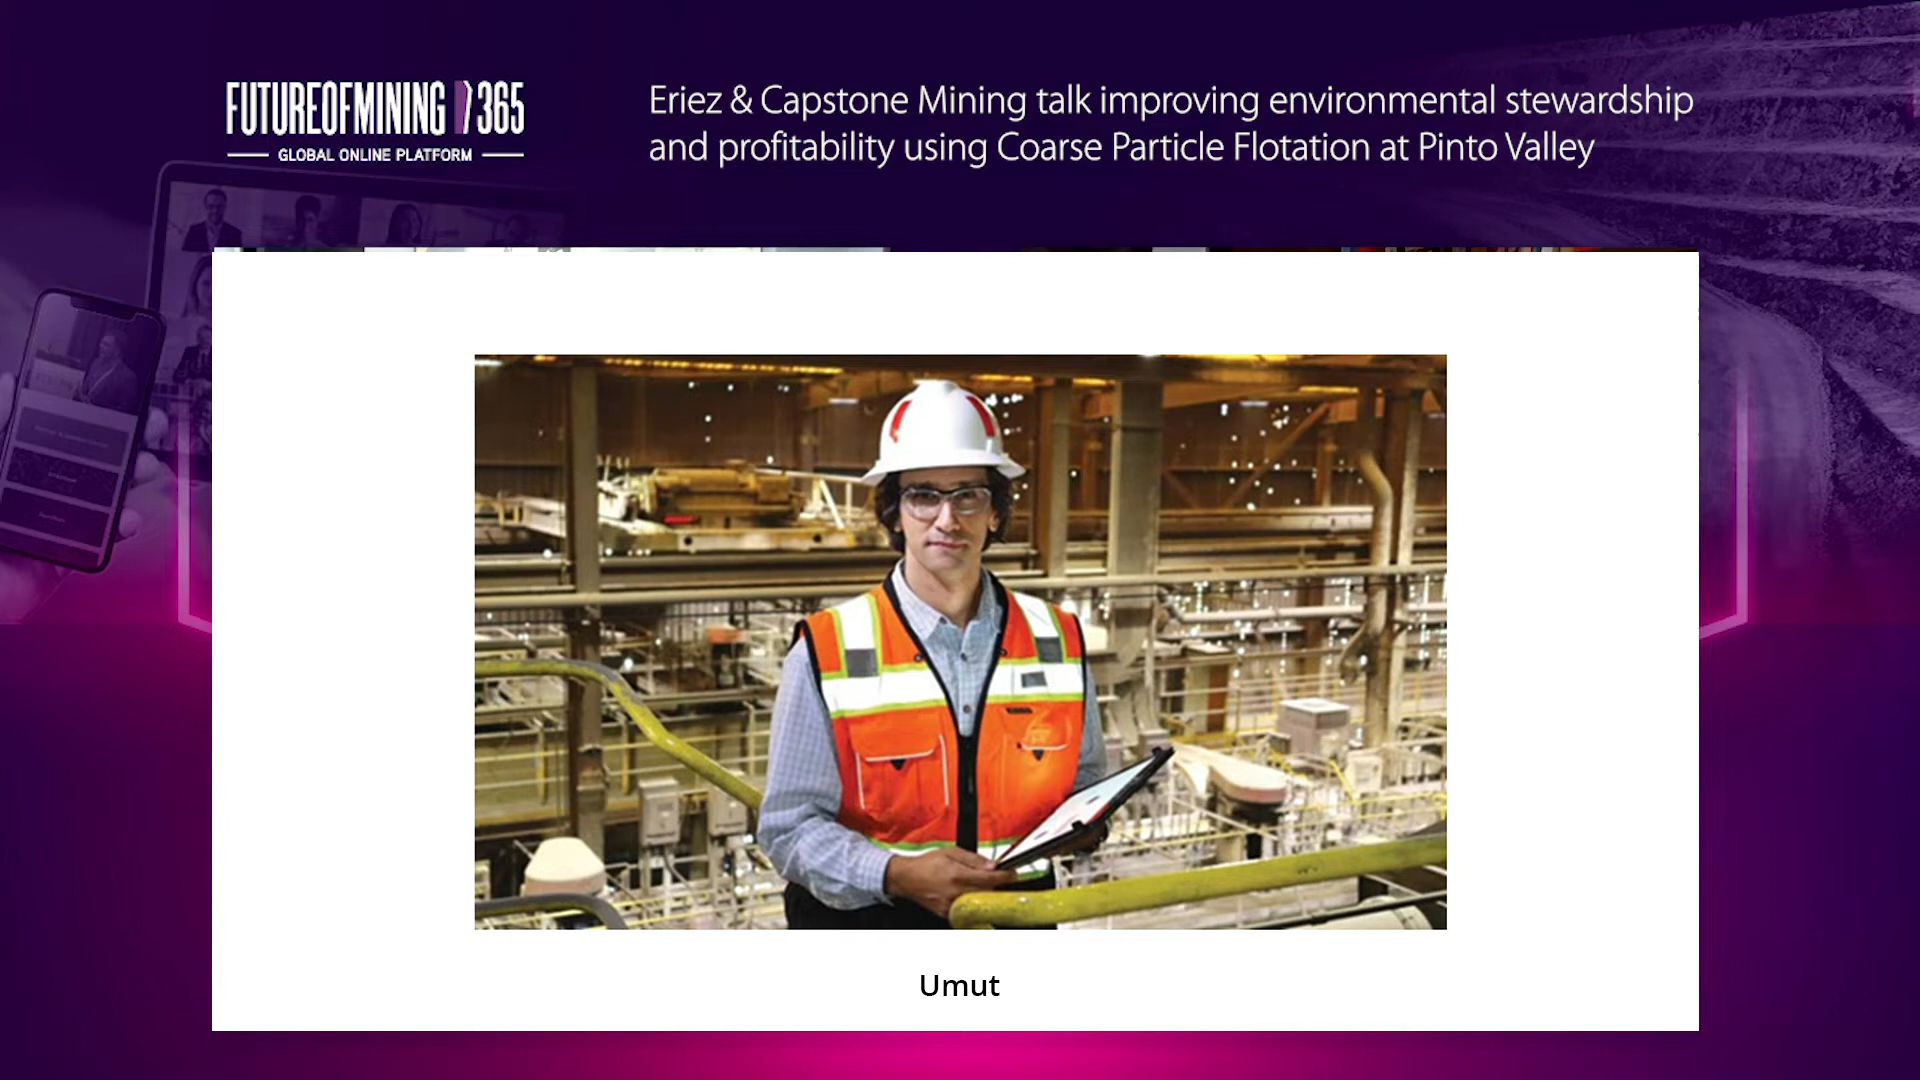 FUTUREOFMINING 365
GLOBAL ONLINE PLATFORM
Eriez & Capstone Mining talk improving environmental stewardship
and profitability using Coarse Particle Flotation at Pinto Valley
Umut